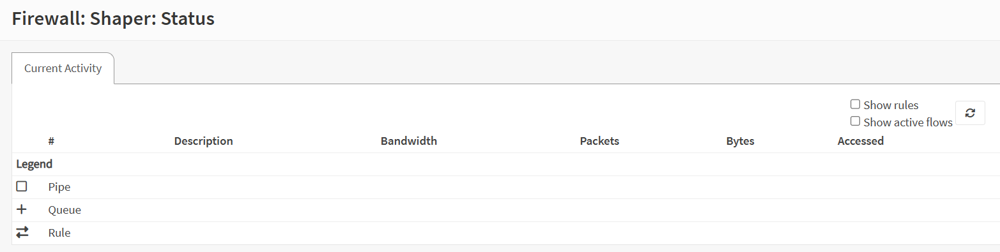 Firewall: Shaper: Status
Current Activity
Show rules
Show active flows
# Description Bandwidth Packets Bytes Accessed
Legend
Pipe
Queue
Rule